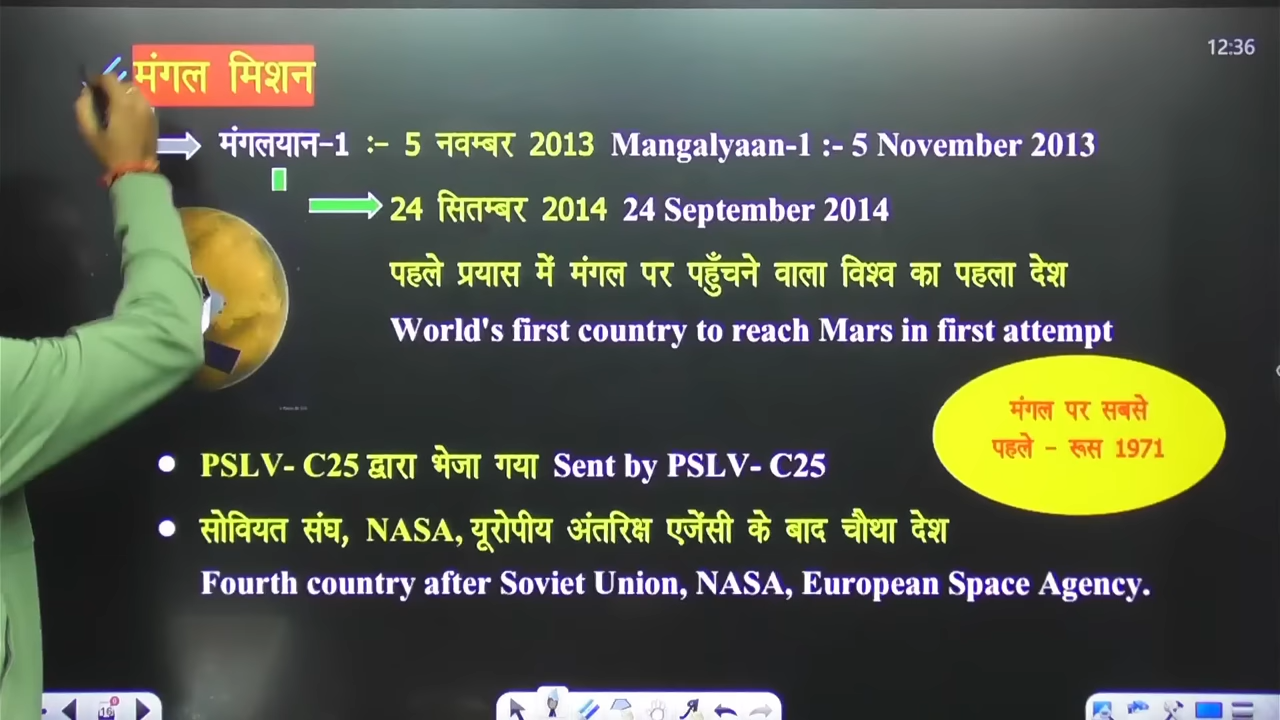 12:36
मंगल मिशन
मंगलयान-1 :- 5 नवम्बर 2013 Mangalyaan-1 :- 5 November 2013
24 सितम्बर 2014 24 September 2014
पहले प्रयास में मंगल पर पहुँचने वाला विश्व का पहला देश
World's first country to reach Mars in first attempt
मंगल पर सबसे
पहले - रूस 1971
PSLV- C25 द्वारा भेजा गया Sent by PSLV- C25
सोवियत संघ, NASA, यूरोपीय अंतरिक्ष एजेंसी के बाद चौथा देश
Fourth country after Soviet Union, NASA, European Space Agency.
16